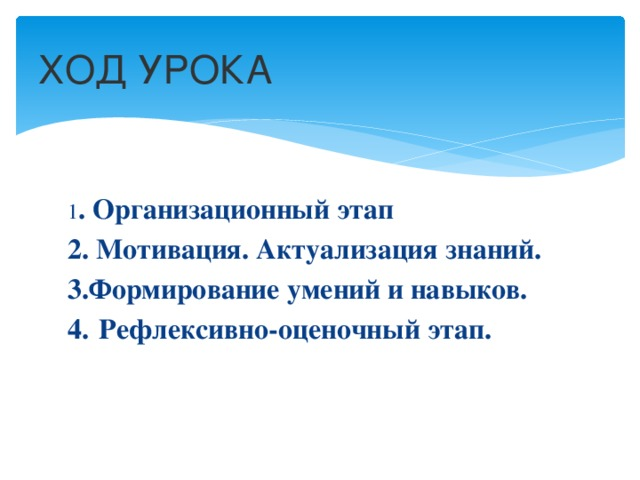 ХОД УРОКА
1. Организационный этап
2. Мотивация. Актуализация знаний.
3.Формирование умений и навыков.
4. Рефлексивно-оценочный этап.